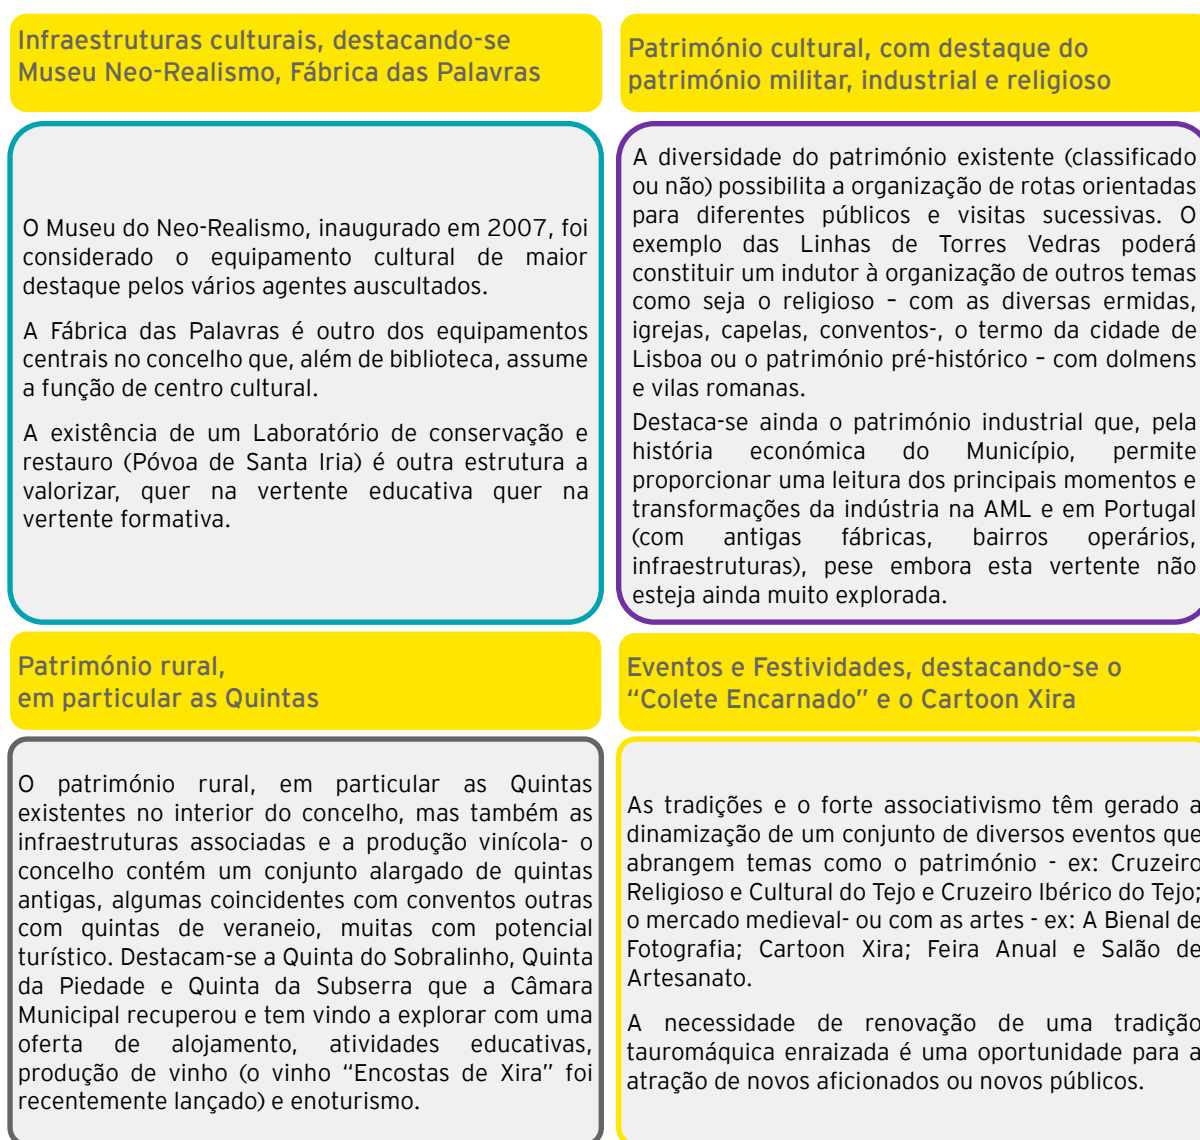 Infraestruturas culturais, destacando-se
Museu Neo-Realismo, Fábrica das Palavras
O Museu do Neo-Realismo, inaugurado em 2007, foi
considerado o equipamento cultural de maior
destaque pelos vários agentes auscultados.
A Fábrica das Palavras é outro dos equipamentos
centrais no concelho que, além de biblioteca, assume
a função de centro cultural.
A existência de um Laboratório de conservação e
restauro (Póvoa de Santa Iria) é outra estrutura a
valorizar, quer na vertente educativa quer na
vertente formativa.
Património cultural, com destaque do
património militar, industrial e religioso
A diversidade do património existente (classificado
ou não) possibilita a organização de rotas orientadas
para diferentes públicos e visitas sucessivas. O
exemplo das Linhas de Torres Vedras poderá
constituir um indutor à organização de outros temas
como seja o religioso – com as diversas ermidas,
igrejas, capelas, conventos-, o termo da cidade de
Lisboa ou o património pré-histórico – com dolmens
e vilas romanas.
Destaca-se ainda o património industrial que, pela
história económica do Município, permite
proporcionar uma leitura dos principais momentos e
transformações da indústria na AML e em Portugal
(com antigas fábricas, bairros operários,
infraestruturas), pese embora esta vertente não
esteja ainda muito explorada.
Património rural,
em particular as Quintas
O património rural, em particular as Quintas
existentes no interior do concelho, mas também as
infraestruturas associadas e a produção vinícola- o
concelho contém um conjunto alargado de quintas
antigas, algumas coincidentes com conventos outras
com quintas de veraneio, muitas com potencial
turístico. Destacam-se a Quinta do Sobralinho, Quinta
da Piedade e Quinta da Subserra que a Câmara
Municipal recuperou e tem vindo a explorar com uma
oferta de alojamento, atividades educativas,
produção de vinho (o vinho “Encostas de Xira” foi
recentemente lançado) e enoturismo.
Eventos e Festividades, destacando-se o
“Colete Encarnado” e o Cartoon Xira
As tradições e o forte associativismo têm gerado a
dinamização de um conjunto de diversos eventos que
abrangem temas como o património - ex: Cruzeiro
Religioso e Cultural do Tejo e Cruzeiro Ibérico do Tejo;
o mercado medieval- ou com as artes - ex: A Bienal de
Fotografia; Cartoon Xira; Feira Anual e Salão de
Artesanato.
A necessidade de renovação de uma tradição
tauromáquica enraizada é uma oportunidade para a
atração de novos aficionados ou novos públicos.